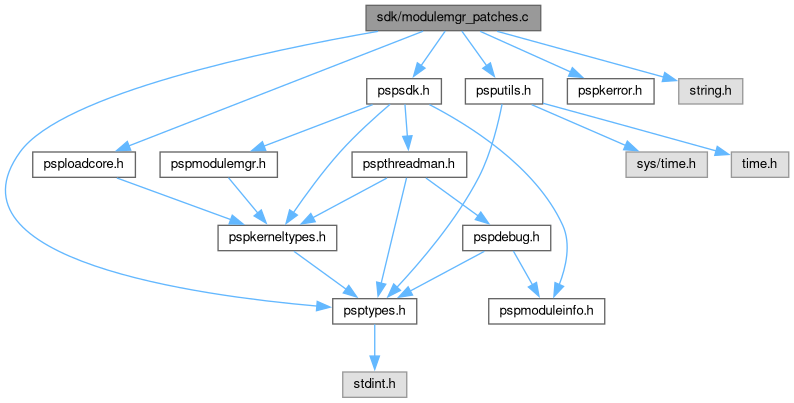 sdk/modulemgr_patches.c
pspsdk.h
psputils.h
pspkerror.h
string.h
psploadcore.h
pspmodulemgr.h
pspthreadman.h
sys/time.h
time.h
pspkerneltypes.h
pspdebug.h
psptypes.h
pspmoduleinfo.h
stdint.h